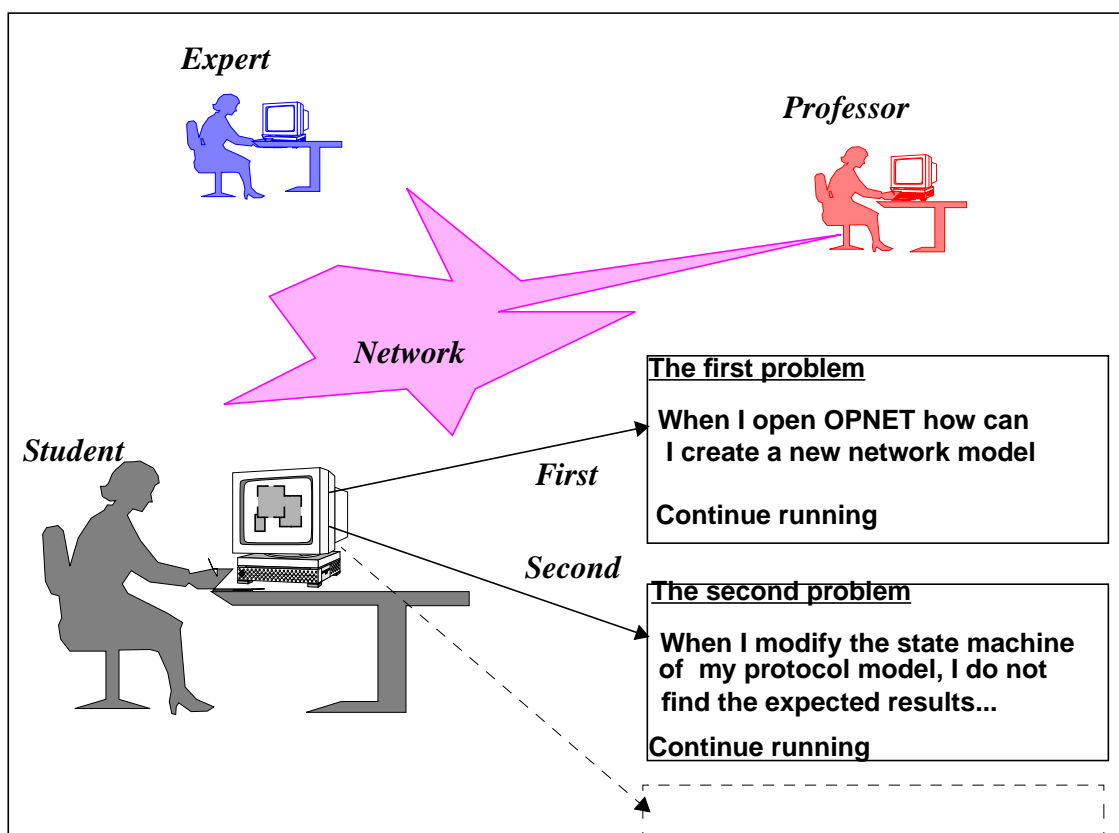 Expert
Professor
Network
Student
First
Second
The first problem
When I open OPNET how can
I create a new network model
Continue running
The second problem
When I modify the state machine
of my protocol model, I do not
find the expected results...
Continue running